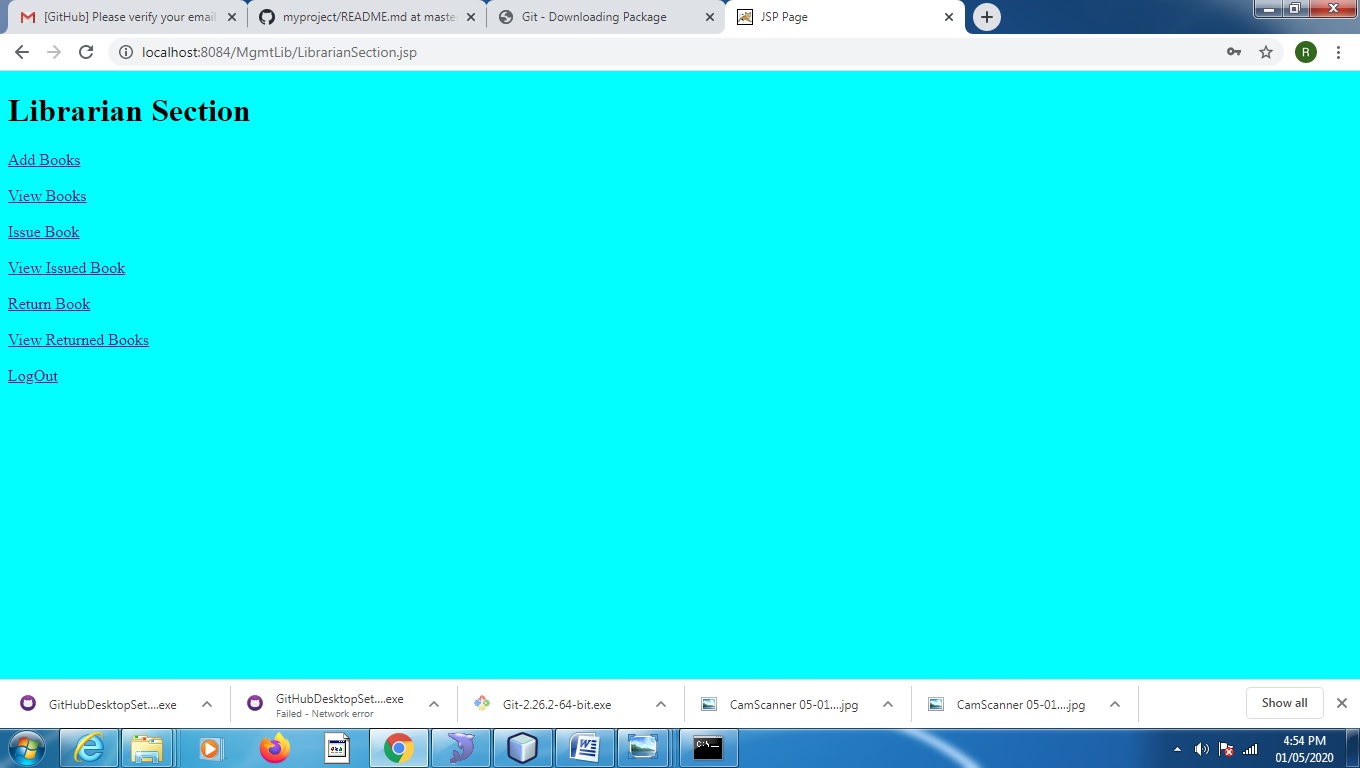 [GitHub] Please verify your email
myproject/README.md at maste
Git - Downloading Package
JSP Page
localhost:8084/MgmtLib/LibrarianSection.jsp
R
Librarian Section
Add Books
View Books
Issue Book
View Issued Book
Return Book
View Returned Books
LogOut
GitHubDesktopSet....exe
GitHubDesktopSet....exe
Failed - Network error
Git-2.26.2-64-bit.exe
CamScanner 05-01....jpg
CamScanner 05-01....jpg
Show all
C:\._
4:54 PM
01/05/2020